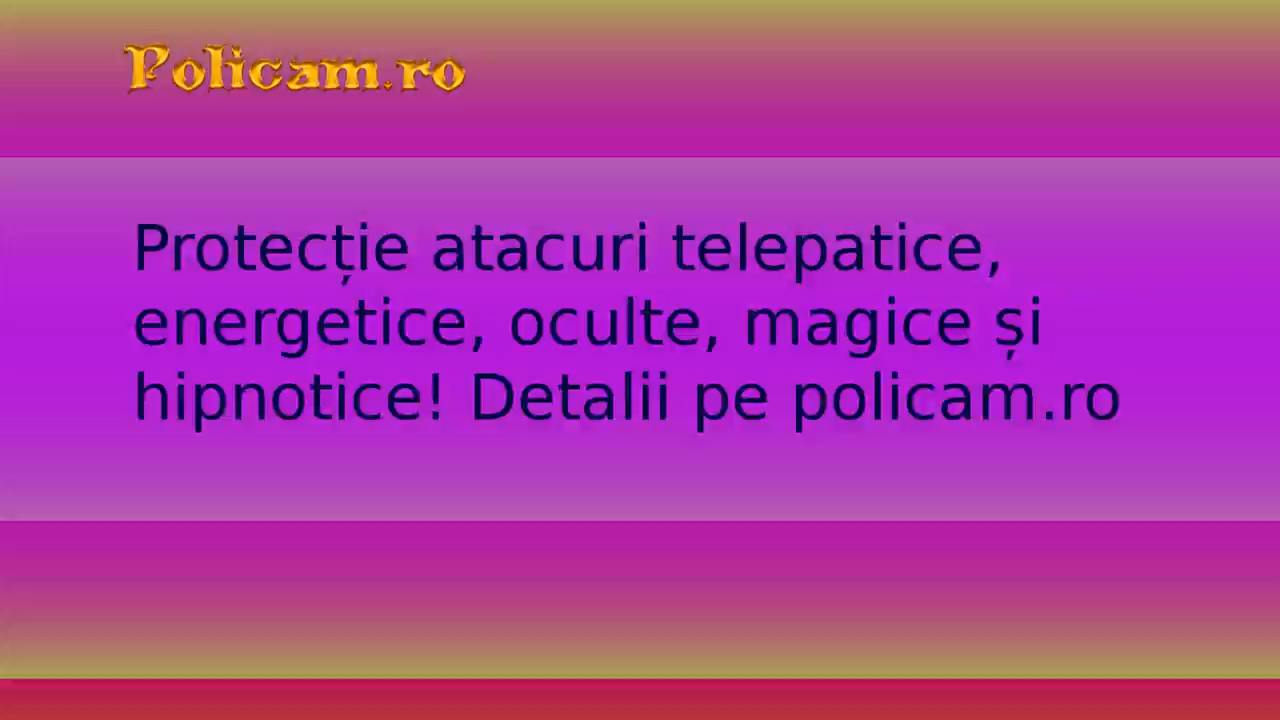 Policam.ro
Protecție atacuri telepatice,
energetice, oculte, magice și
hipnotice! Detalii pe policam.ro